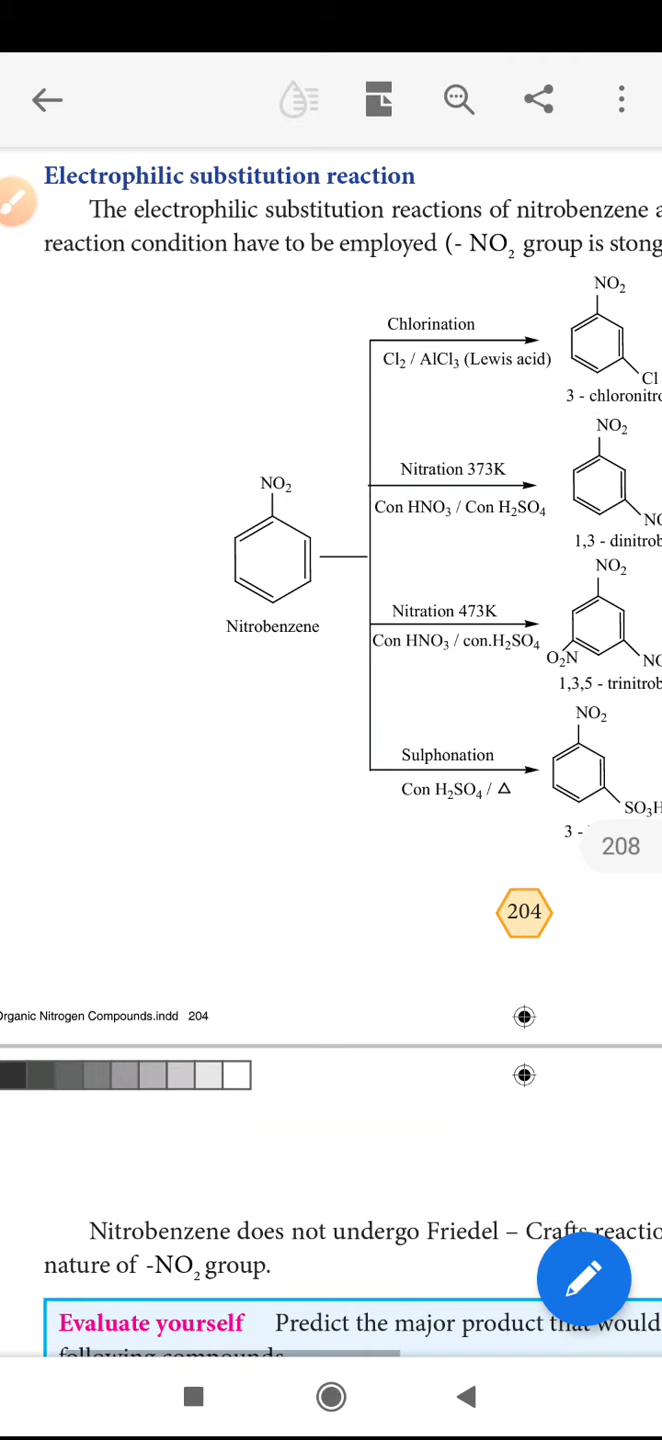 Electrophilic substitution reaction
The electrophilic substitution reactions of nitrobenzene a
reaction condition have to be employed (- NO₂ group is stong
NO₂
Chlorination
Cl₂ / AlCl₃ (Lewis acid)
Cl
3 - chloronitro
NO₂
Nitration 373K
NO₂
Con HNO₃ / Con H₂SO₄
NO
1,3 - dinitrob
NO₂
Nitration 473K
Nitrobenzene
Con HNO₃ / con.H₂SO₄
O₂N
NO
1,3,5 - trinitrob
NO₂
Sulphonation
Con H₂SO₄ / Δ
SO₃H
3 -
208
204
Organic Nitrogen Compounds.indd 204
Nitrobenzene does not undergo Friedel – Crafts reactio
nature of -NO₂ group.
Evaluate yourself Predict the major product that would
following compounds